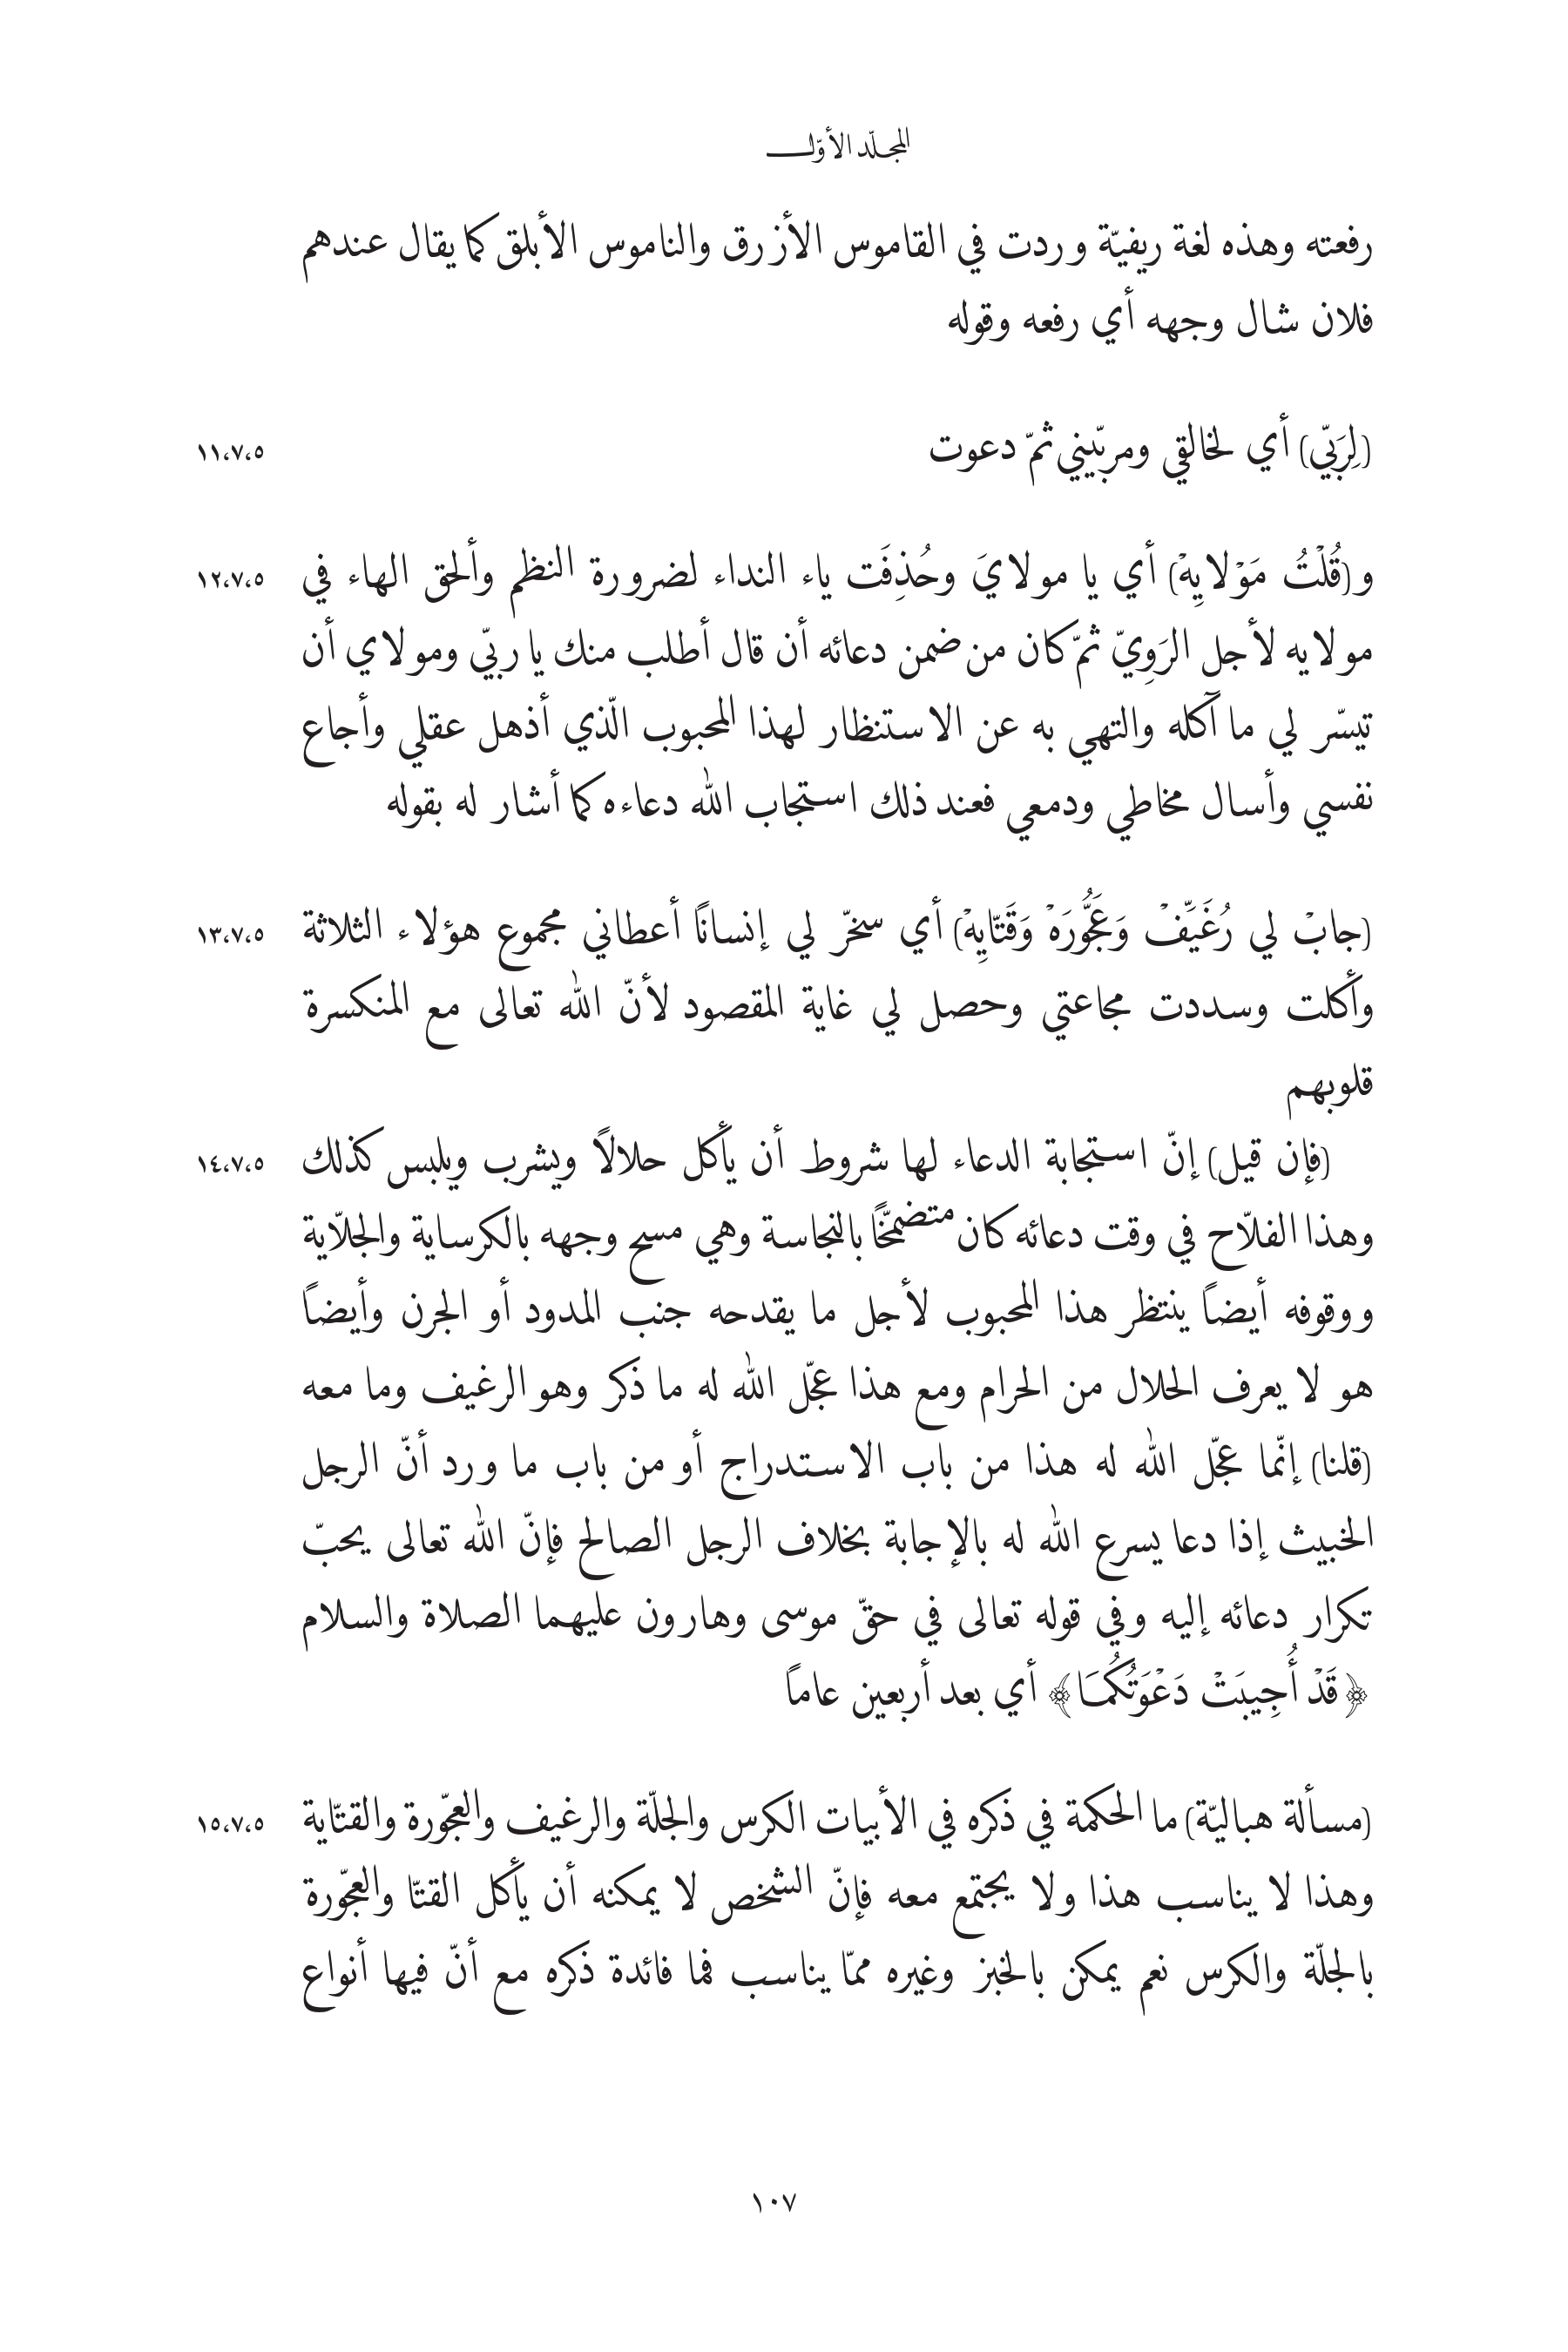 المجلّد الأوّل
رفعته وهذه لغة ريفيّة وردت في القاموس الأزرق والناموس الأبلق كما يقال عندهم
فلان شال وجهه أي رفعه وقوله
(لِرَبّي) أي لخالقي ومربّيني ثمّ دعوت ١١،٧،٥
و(قُلْتُ مَوْلايِهْ) أي يا مولايَ وحُذِفَت ياء النداء لضرورة النظم وألحق الهاء في ١٢،٧،٥
مولايه لأجل الرَوِيّ ثمّ كان من ضمن دعائه أن قال أطلب منك يا ربّي ومولاي أن
تيسّر لي ما آكله والتهي به عن الاستنظار لهذا المحبوب الّذي أذهل عقلي وأجاع
نفسي وأسال مخاطي ودمعي فعند ذلك استجاب الله دعاءه كما أشار له بقوله
(جابْ لي رُغَيِّفْ وَعَجُّورَهْ وَقَتّايِهْ) أي سخّر لي إنسانًا أعطاني مجموع هؤلاء الثلاثة ١٣،٧،٥
وأكلت وسددت مجاعتي وحصل لي غاية المقصود لأنّ الله تعالى مع المنكسرة
قلوبهم
(فإن قيل) إنّ استجابة الدعاء لها شروط أن يأكل حلالًا ويشرب ويلبس كذلك ١٤،٧،٥
وهذا الفلّاح في وقت دعائه كان متضمّخًا بالنجاسة وهي مسح وجهه بالكرساية والجلّاية
ووقوفه أيضاً ينتظر هذا المحبوب لأجل ما يقدحه جنب المدود أو الجرن وأيضاً
هو لا يعرف الحلال من الحرام ومع هذا عجّل الله له ما ذكر وهو الرغيف وما معه
(قلنا) إنّما عجّل الله له هذا من باب الاستدراج أو من باب ما ورد أنّ الرجل
الخبيث إذا دعا يسرع الله له بالإجابة بخلاف الرجل الصالح فإنّ الله تعالى يحبّ
تكرار دعائه إليه وفي قوله تعالى في حقّ موسى وهارون عليهما الصلاة والسلام
﴿قَدْ أُجِيبَتْ دَعْوَتُكُمَا﴾ أي بعد أربعين عاماً
(مسألة هباليّة) ما الحكمة في ذكره في الأبيات الكرس والجلّة والرغيف والعجّورة والقتّاية ١٥،٧،٥
وهذا لا يناسب هذا ولا يجتمع معه فإنّ الشخص لا يمكنه أن يأكل القتّا والعجّورة
بالجلّة والكرس نعم يمكن بالخبز وغيره ممّا يناسب فما فائدة ذكره مع أنّ فيها أنواع
١٠٧